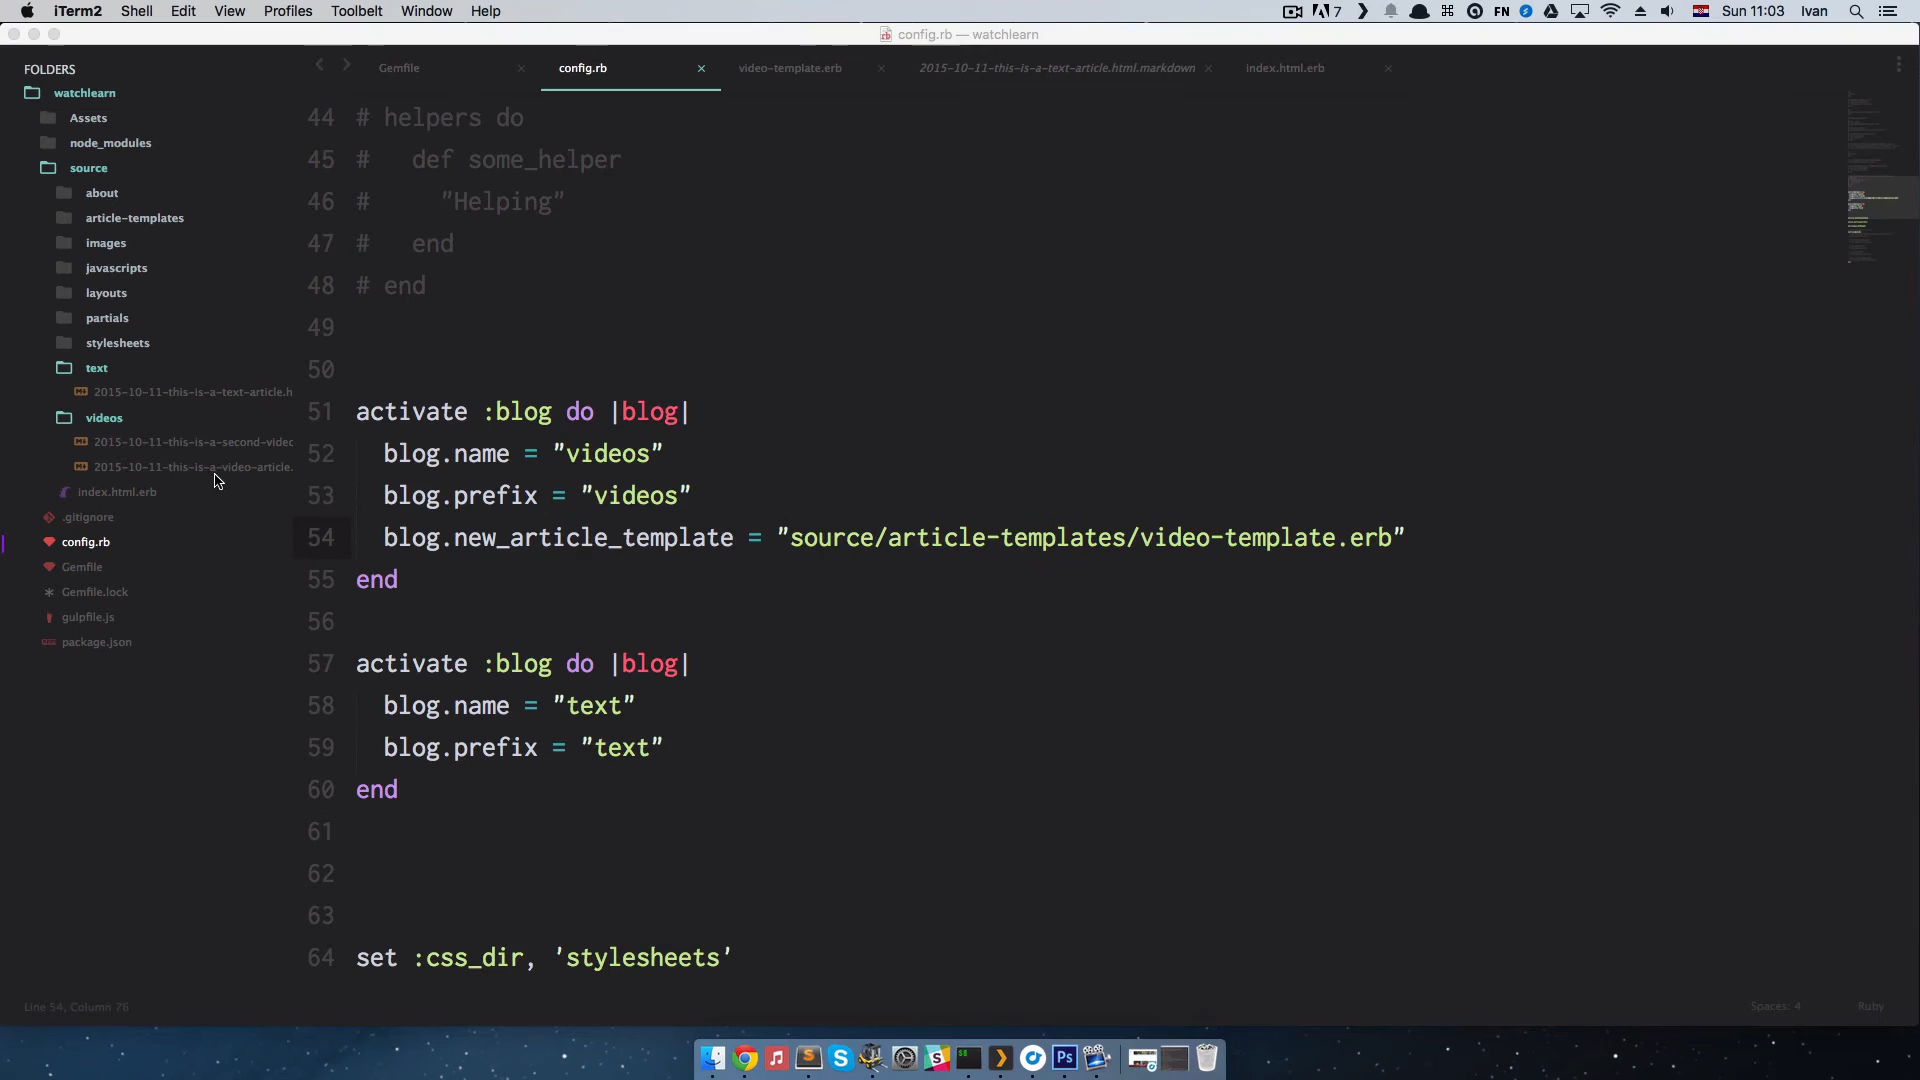 iTerm2 Shell Edit View Profiles Toolbelt Window Help 7 FN Sun 11:03 Ivan
config.rb — watchlearn
FOLDERS
watchlearn
Assets
node_modules
source
about
article-templates
images
javascripts
layouts
partials
stylesheets
text
2015-10-11-this-is-a-text-article.h
videos
2015-10-11-this-is-a-second-video
2015-10-11-this-is-a-video-article.
index.html.erb
.gitignore
config.rb
Gemfile
Gemfile.lock
gulpfile.js
package.json
Gemfile config.rb video-template.erb 2015-10-11-this-is-a-text-article.html.markdown index.html.erb
44 # helpers do
45 #   def some_helper
46 #     "Helping"
47 #   end
48 # end
49
50
51 activate :blog do |blog|
52   blog.name = "videos"
53   blog.prefix = "videos"
54   blog.new_article_template = "source/article-templates/video-template.erb"
55 end
56
57 activate :blog do |blog|
58   blog.name = "text"
59   blog.prefix = "text"
60 end
61
62
63
64 set :css_dir, 'stylesheets'
Line 54, Column 76 Spaces: 4 Ruby